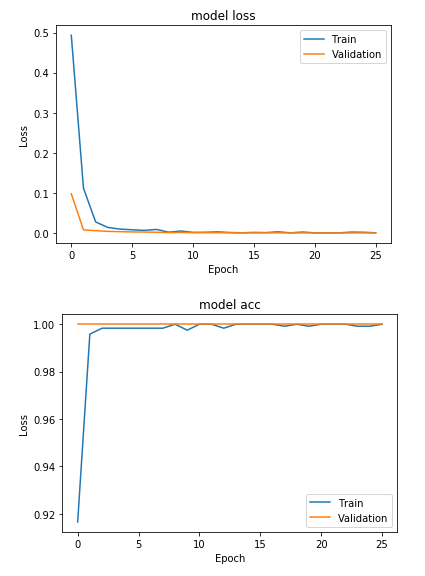 model loss
0.5
0.4
0.3
0.2
0.1
0.0
Loss
Train
Validation
0 5 10 15 20 25
Epoch
model acc
1.00
0.98
0.96
0.94
0.92
Loss
Train
Validation
0 5 10 15 20 25
Epoch